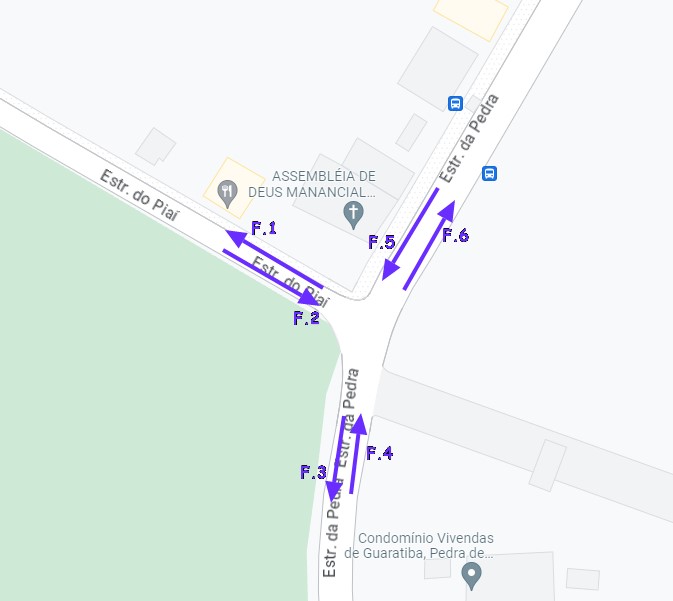 Estr. da Pedra
ASSEMBLÉIA DE
DEUS MANANCIAL...
Estr. do Piaí
F.1
F.5
F.6
Estr. do Piaí
F.2
Estr. da Pedra
F.4
F.3
Estr. da Pedra
Condomínio Vivendas
de Guaratiba, Pedra de...